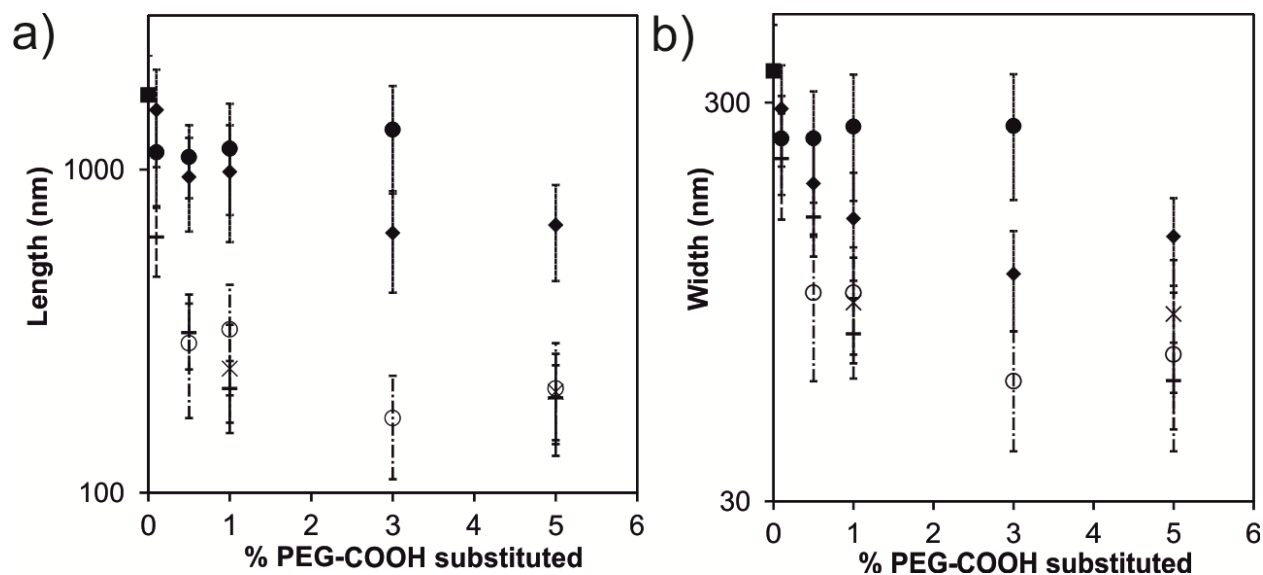 a)
Length (nm)
1000
100
0 1 2 3 4 5 6
% PEG-COOH substituted
b)
Width (nm)
300
30
0 1 2 3 4 5 6
% PEG-COOH substituted